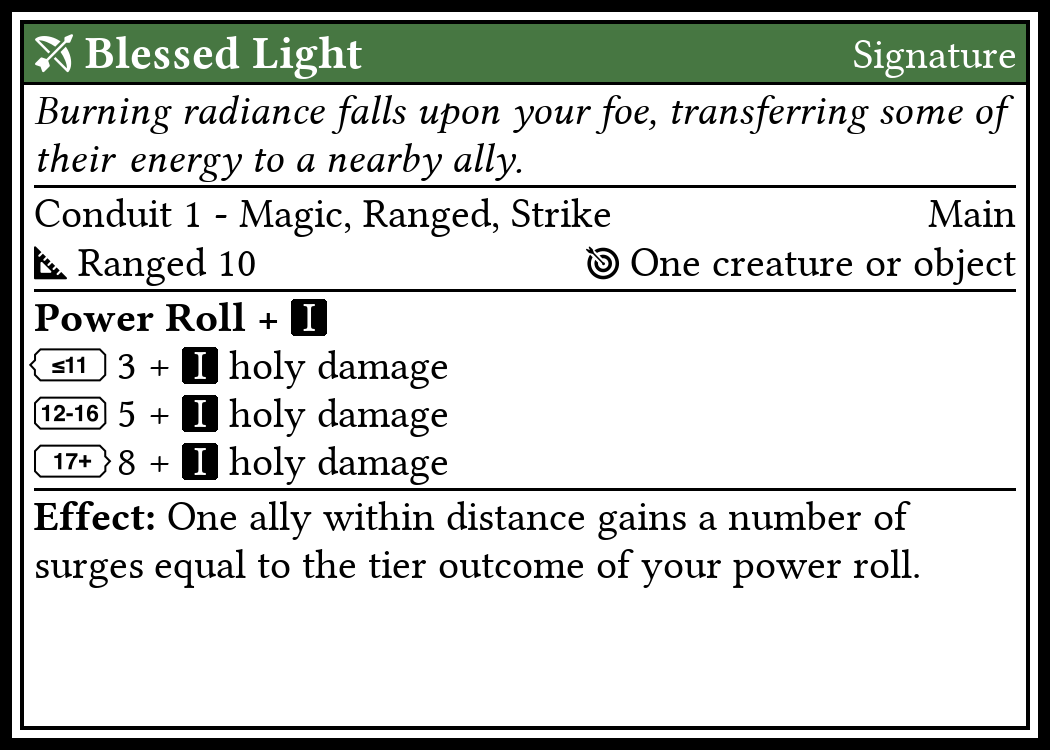 Blessed Light Signature
Burning radiance falls upon your foe, transferring some of
their energy to a nearby ally.
Conduit 1 - Magic, Ranged, Strike Main
Ranged 10 One creature or object
Power Roll + I
≤11 3 + I holy damage
12-16 5 + I holy damage
17+ 8 + I holy damage
Effect: One ally within distance gains a number of
surges equal to the tier outcome of your power roll.